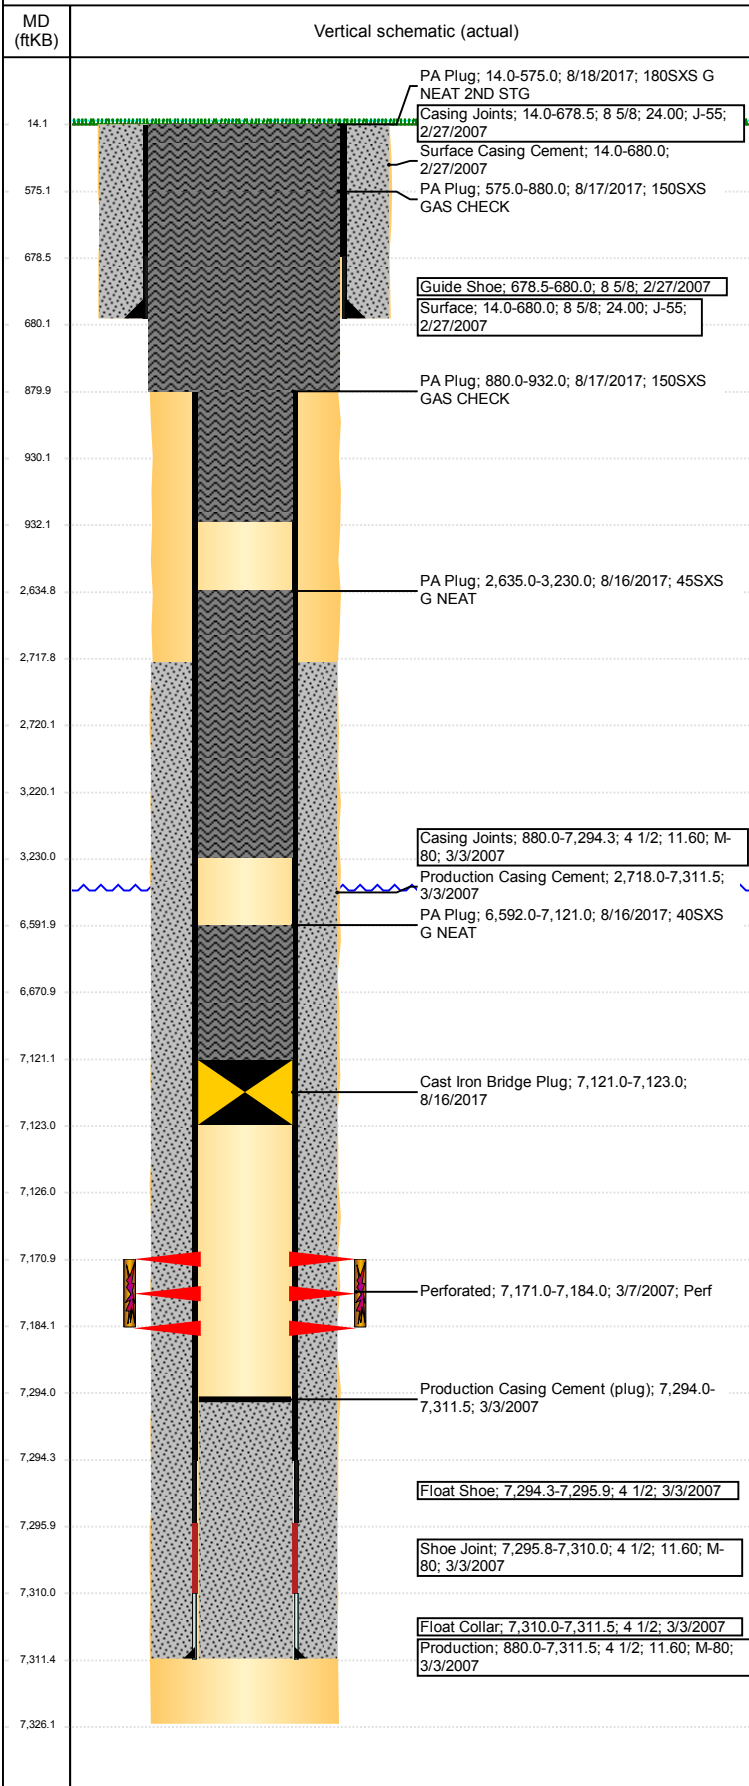 MD
(ftKB)
Vertical schematic (actual)
PA Plug; 14.0-575.0; 8/18/2017; 180SXS G
NEAT 2ND STG
14.1
Casing Joints; 14.0-678.5; 8 5/8; 24.00; J-55;
2/27/2007
Surface Casing Cement; 14.0-680.0;
2/27/2007
575.1
PA Plug; 575.0-880.0; 8/17/2017; 150SXS
GAS CHECK
678.5
Guide Shoe; 678.5-680.0; 8 5/8; 2/27/2007
Surface; 14.0-680.0; 8 5/8; 24.00; J-55;
2/27/2007
680.1
PA Plug; 880.0-932.0; 8/17/2017; 150SXS
GAS CHECK
879.9
930.1
932.1
PA Plug; 2,635.0-3,230.0; 8/16/2017; 45SXS
G NEAT
2,634.8
2,717.8
2,720.1
3,220.1
Casing Joints; 880.0-7,294.3; 4 1/2; 11.60; M-
80; 3/3/2007
3,230.0
Production Casing Cement; 2,718.0-7,311.5;
3/3/2007
PA Plug; 6,592.0-7,121.0; 8/16/2017; 40SXS
G NEAT
6,591.9
6,670.9
7,121.1
Cast Iron Bridge Plug; 7,121.0-7,123.0;
8/16/2017
7,123.0
7,126.0
7,170.9
Perforated; 7,171.0-7,184.0; 3/7/2007; Perf
7,184.1
Production Casing Cement (plug); 7,294.0-
7,311.5; 3/3/2007
7,294.0
7,294.3
Float Shoe; 7,294.3-7,295.9; 4 1/2; 3/3/2007
7,295.9
Shoe Joint; 7,295.8-7,310.0; 4 1/2; 11.60; M-
80; 3/3/2007
7,310.0
Float Collar; 7,310.0-7,311.5; 4 1/2; 3/3/2007
Production; 880.0-7,311.5; 4 1/2; 11.60; M-80;
3/3/2007
7,311.4
7,326.1